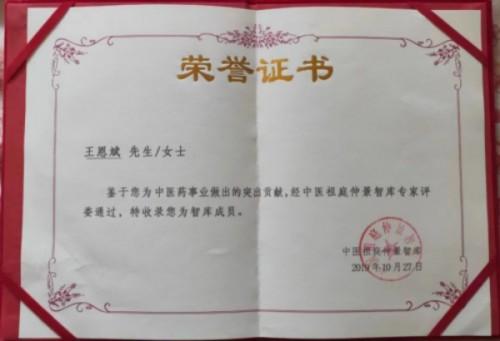 荣誉证书
王恩斌 先生/女士
鉴于您为中医药事业做出的突出贡献,经中医祖庭仲景智库专家评
委通过，特收录您为智库成员。
中医祖庭仲景智库
2019年10月27日